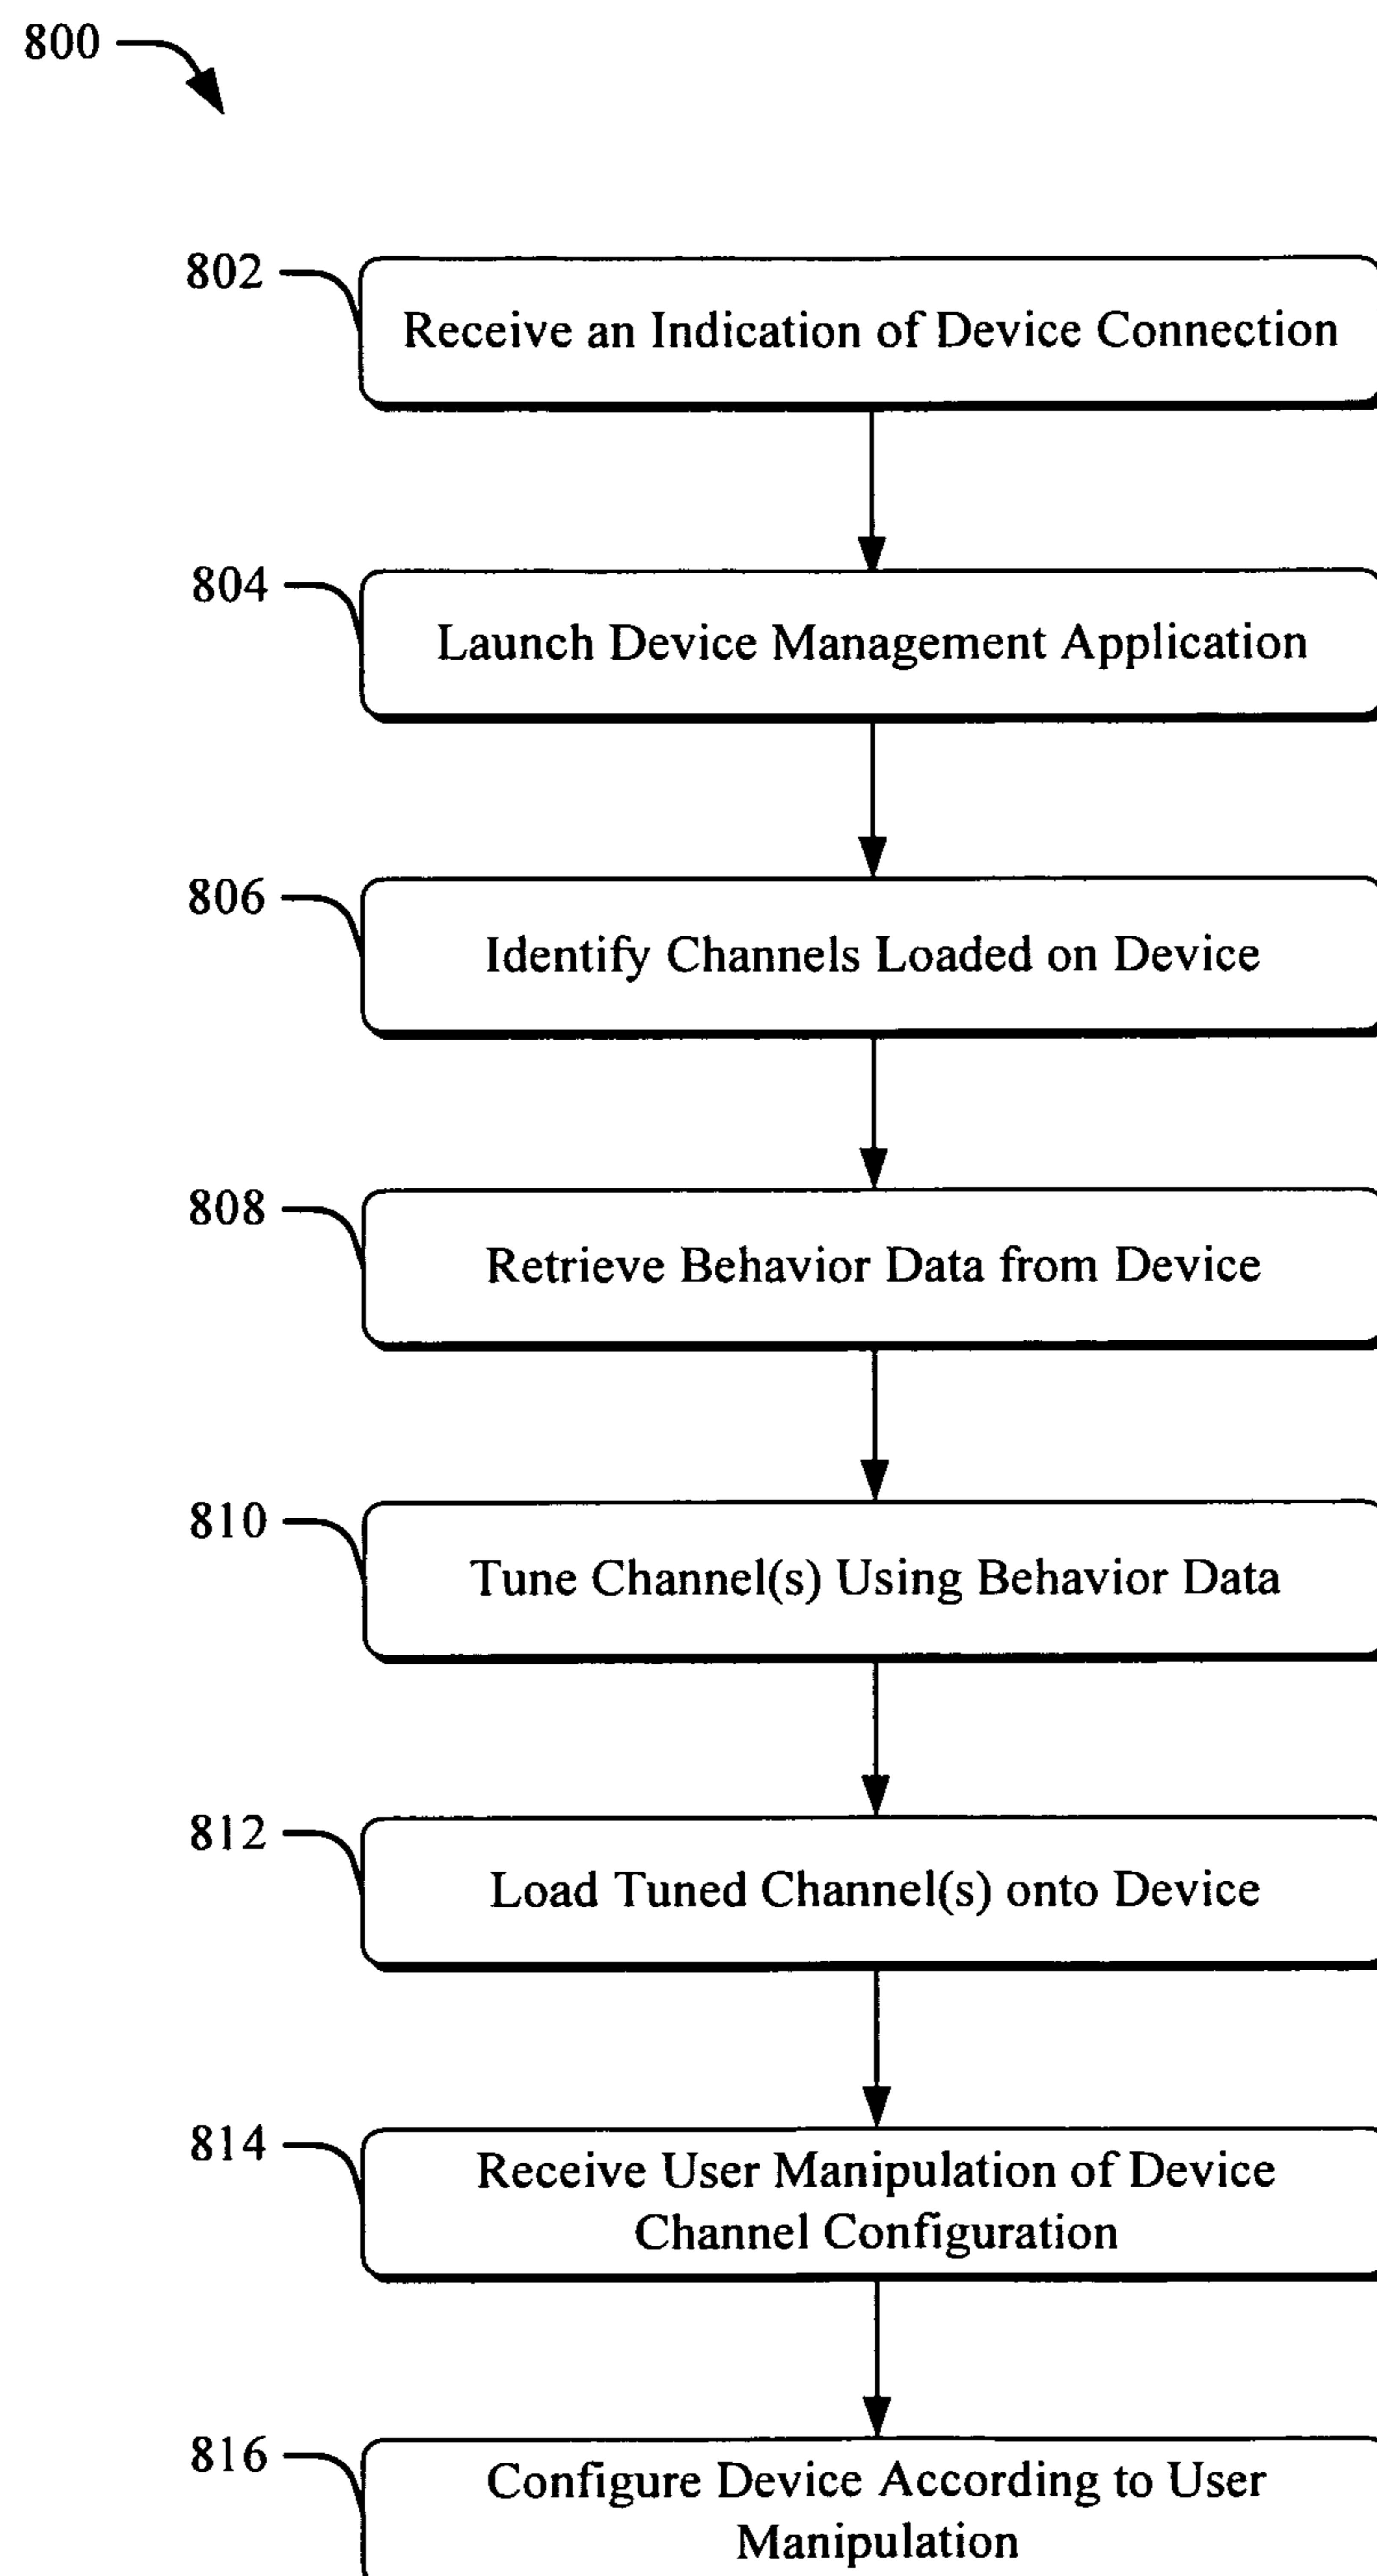 800
802
Receive an Indication of Device Connection
804
Launch Device Management Application
806
Identify Channels Loaded on Device
808
Retrieve Behavior Data from Device
810
Tune Channel(s) Using Behavior Data
812
Load Tuned Channel(s) onto Device
814
Receive User Manipulation of Device
Channel Configuration
816
Configure Device According to User
Manipulation